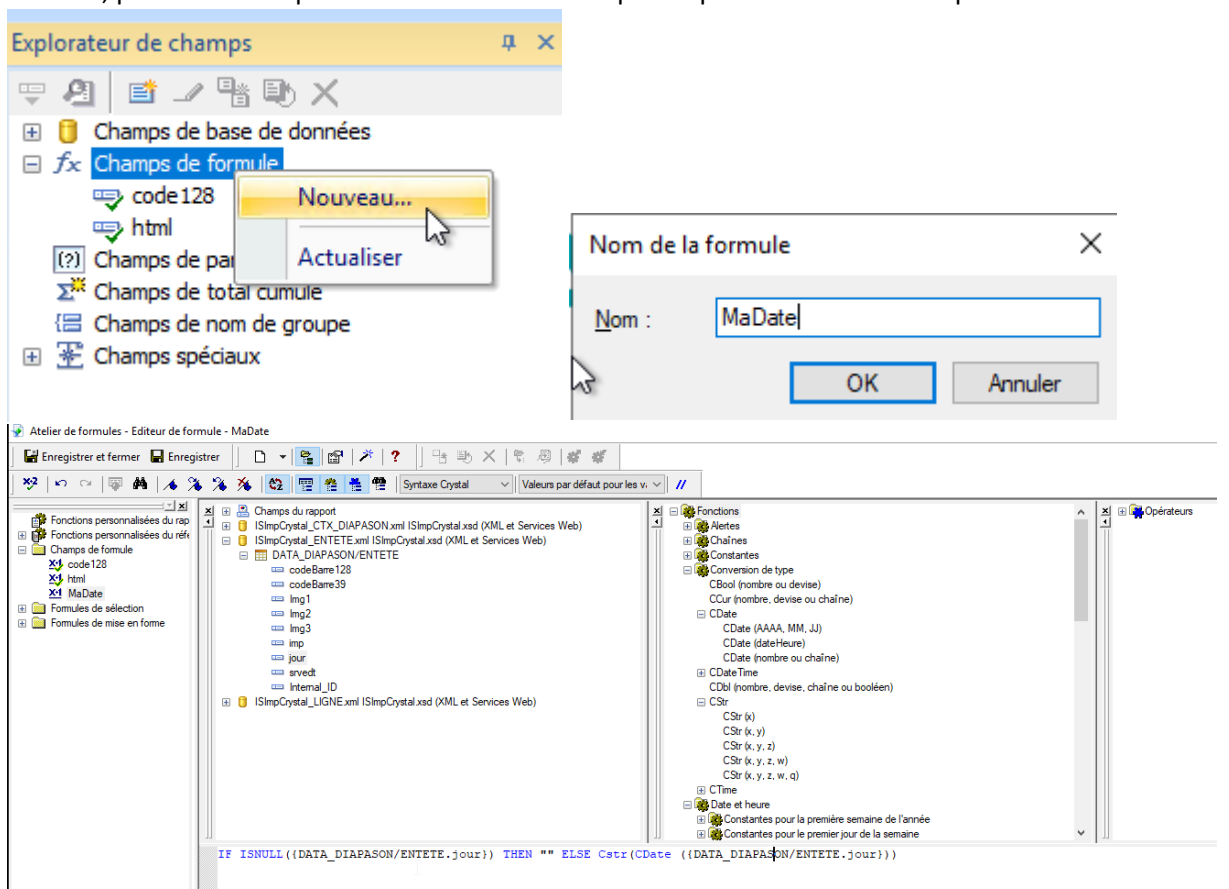 Explorateur de champs
Champs de base de données
Champs de formule
code128
Nouveau...
html
Actualiser
Champs de par
Champs de total cumulé
Champs de nom de groupe
Champs spéciaux
Nom de la formule
Nom :
MaDate
OK
Annuler
Atelier de formules - Editeur de formule - MaDate
Enregistrer et fermer
Enregistrer
Syntaxe Crystal
Valeurs par défaut pour les v
Fonctions personnalisées du rap
Fonctions personnalisées du réfé
Champs de formule
code128
html
MaDate
Formules de sélection
Formules de mise en forme
Champs du rapport
ISImpCrystal_CTX_DIAPASON.xml ISImpCrystal.xsd (XML et Services Web)
ISImpCrystal_ENTETE.xml ISImpCrystal.xsd (XML et Services Web)
DATA_DIAPASON/ENTETE
codeBarre128
codeBarre39
Img1
Img2
Img3
imp
jour
srvedt
Internal_ID
ISImpCrystal_LIGNE.xml ISImpCrystal.xsd (XML et Services Web)
Fonctions
Alertes
Chaînes
Constantes
Conversion de type
CBool (nombre ou devise)
CCur (nombre, devise ou chaîne)
CDate
CDate (AAAA, MM, JJ)
CDate (dateHeure)
CDate (nombre ou chaîne)
CDateTime
CDbl (nombre, devise, chaîne ou booléen)
CStr
CStr (x)
CStr (x, y)
CStr (x, y, z)
CStr (x, y, z, w)
CStr (x, y, z, w, q)
CTime
Date et heure
Constantes pour la première semaine de l'année
Constantes pour le premier jour de la semaine
Opérateurs
IF ISNULL({DATA_DIAPASON/ENTETE.jour}) THEN "" ELSE Cstr(CDate ({DATA_DIAPASON/ENTETE.jour}))